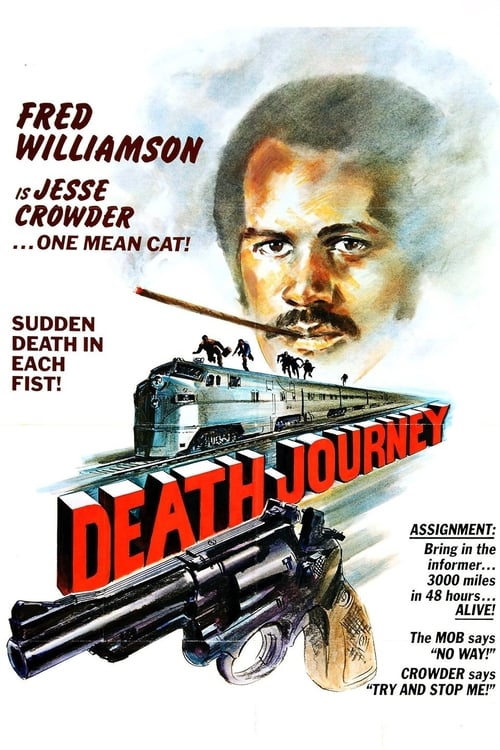 FRED
WILLIAMSON
IS JESSE
CROWDER
...ONE MEAN CAT!
SUDDEN
DEATH IN
EACH
FIST!
DEATH JOURNEY
ASSIGNMENT:
Bring in the
informer...
3000 miles
in 48 hours...
ALIVE!
The MOB says
"NO WAY!"
CROWDER says
"TRY AND STOP ME!"